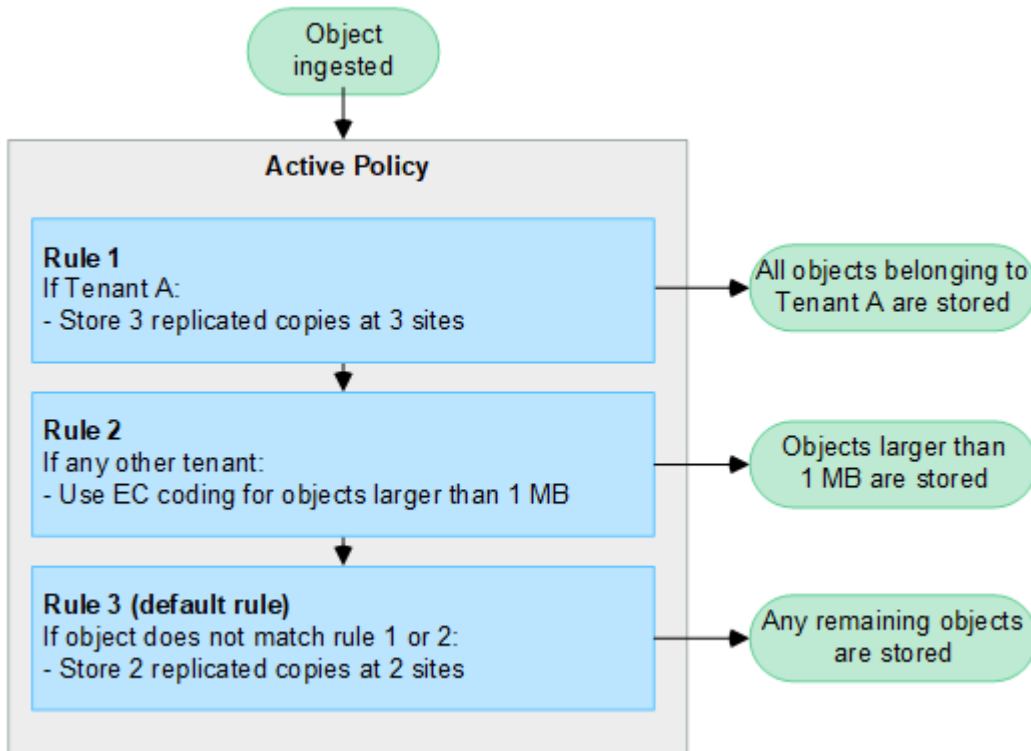 Object
ingested
Active Policy
Rule 1
If Tenant A:
- Store 3 replicated copies at 3 sites
All objects belonging to
Tenant A are stored
Rule 2
If any other tenant:
- Use EC coding for objects larger than 1 MB
Objects larger than
1 MB are stored
Rule 3 (default rule)
If object does not match rule 1 or 2:
- Store 2 replicated copies at 2 sites
Any remaining objects
are stored